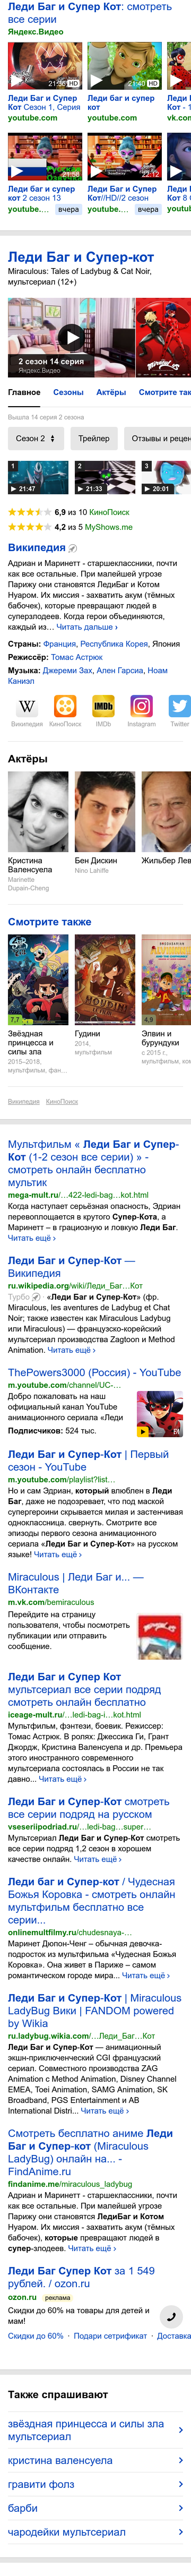 Леди Баг и Супер Кот: смотреть
все серии
Яндекс.Видео
21:30 HD
21:40 HD
Леди Баг и Супер
Кот Сезон 1, Серия
youtube.com
Леди баг и супер
кот
youtube.com
Леди Б
Кот - 1
vk.com
21:58
22:12
Леди баг и супер
кот 2 сезон 13
youtube.… вчера
Леди Баг и Супер
Кот//HD//2 сезон
youtube.… вчера
Леди Б
Кот 8 С
youtub
Леди Баг и Супер-кот
Miraculous: Tales of Ladybug & Cat Noir,
мультсериал (12+)
2 сезон 14 серия
Яндекс.Видео
Главное Сезоны Актёры Смотрите так
Вышла 14 серия 2 сезона
Сезон 2 Трейлер Отзывы и рецен
1 21:47
2 21:33
3 20:01
6,9 из 10 КиноПоиск
4,2 из 5 MyShows.me
Википедия
Адриан и Маринетт - старшеклассники, почти
как все остальные. При малейшей угрозе
Парижу они становятся ЛедиБаг и Котом
Нуаром. Их миссия - захватить акум (тёмных
бабочек), которые превращают людей в
суперзлодеев. Когда герои объединяются,
каждый из… Читать дальше ›
Страны: Франция, Республика Корея, Япония
Режиссёр: Томас Астрюк
Музыка: Джереми Зах, Ален Гарсиа, Ноам
Каниэл
W
IMDb
Википедия КиноПоиск IMDb Instagram Twitter
Актёры
Кристина
Валенсуела
Marinette
Dupain-Cheng
Бен Дискин
Nino Lahiffe
Жильбер Лев
Смотрите также
7,7
4,9
Звёздная
принцесса и
силы зла
2015–2018,
мультфильм, фан…
Гудини
2014,
мультфильм
Элвин и
бурундуки
с 2015 г.,
мультфильм, ком
Википедия КиноПоиск
Мультфильм « Леди Баг и Супер-
Кот (1-2 сезон все серии) » -
смотреть онлайн бесплатно
мультик
mega-mult.ru/…422-ledi-bag…kot.html
Когда наступает серьёзная опасность, Эдриан
перевоплощается в крутого Супер-Кота, а
Маринетт – в грациозную и ловкую Леди Баг.
Читать ещё ›
Леди Баг и Супер-Кот —
Википедия
ru.wikipedia.org/wiki/Леди_Баг…Кот
Турбо «Леди Баг и Супер-Кот» (фр.
Miraculous, les aventures de Ladybug et Chat
Noir; также известен как Miraculous Ladybug
или Miraculous) — французско-корейский
мультсериал производства Zagtoon и Method
Animation. Читать ещё ›
ThePowers3000 (Россия) - YouTube
m.youtube.com/channel/UC-…
Добро пожаловать на наш
официальный канал YouTube
анимационного сериала «Леди
Подписчиков: 524 тыс.
Леди Баг и Супер-Кот | Первый
сезон - YouTube
m.youtube.com/playlist?list…
Но и сам Эдриан, который влюблен в Леди
Баг, даже не подозревает, что под маской
супергероини скрывается милая и застенчивая
одноклассница. свернуть. Смотрите все
эпизоды первого сезона анимационного
сериала «Леди Баг и Супер-Кот» на русском
языке! Читать ещё ›
Miraculous | Леди Баг и... —
ВКонтакте
m.vk.com/bemiraculous
Перейдите на страницу
пользователя, чтобы посмотреть
публикации или отправить
сообщение.
Леди Баг и Супер Кот
мультсериал все серии подряд
смотреть онлайн бесплатно
iceage-mult.ru/…ledi-bag-i…kot.html
Мультфильм, фэнтези, боевик. Режиссер:
Томас Астрюк. В ролях: Джессика Ги, Грант
Джордж, Кристина Валенсуела и др. Премьера
яркого и современного анимационного
мультсериала состоялась в России не так
давно... Читать ещё ›
Леди Баг и Супер Кот смотреть
все серии подряд на русском
vseseriipodriad.ru/…ledi-bag…super…
Мультсериал Леди Баг и Супер Кот смотреть
все серии подряд 1,2 сезон в хорошем
качестве онлайн. Читать ещё ›
Леди баг и Супер-кот / Чудесная
Божья Коровка - смотреть онлайн
мультфильм бесплатно все
серии...
onlinemultfilmy.ru/chudesnaya-…
Маринет Дюпон-Ченг – обычная девочка-
подросток из мультфильма «Чудесная Божья
Коровка». Она живет в Париже – самом
романтическом городе мира... Читать ещё ›
Леди Баг и Супер-Кот | Miraculous
LadyBug Вики | FANDOM powered
by Wikia
ru.ladybug.wikia.com/…Леди_Баг…Кот
Леди Баг и Супер-Кот — авиационный
экшн-приключенческий CGI французский
сериал. Совместного производства ZAG
Animation с Method Animation, Disney Channel
EMEA, Toei Animation, SAMG Animation, SK
Broadband, PGS Entertainment и AB
International Distri... Читать ещё ›
Смотреть бесплатно аниме Леди
Баг и Супер-кот (Miraculous
LadyBug) онлайн на... -
FindAnime.ru
findanime.me/miraculous_ladybug
Адриан и Маринетт - старшеклассники, почти
как все остальные. При малейшей угрозе
Парижу они становятся ЛедиБаг и Котом
Нуаром. Их миссия - захватить акум (тёмных
бабочек), которые превращают людей в
супер-злодеев. Читать ещё ›
Леди Баг Супер Кот за 1 549
рублей. / ozon.ru
ozon.ru реклама
Скидки до 60% на товары для детей и
мам!
Скидки до 60% · Подари сетрификат · Доставка
Также спрашивают
звёздная принцесса и силы зла
мультсериал
кристина валенсуела
гравити фолз
барби
чародейки мультсериал